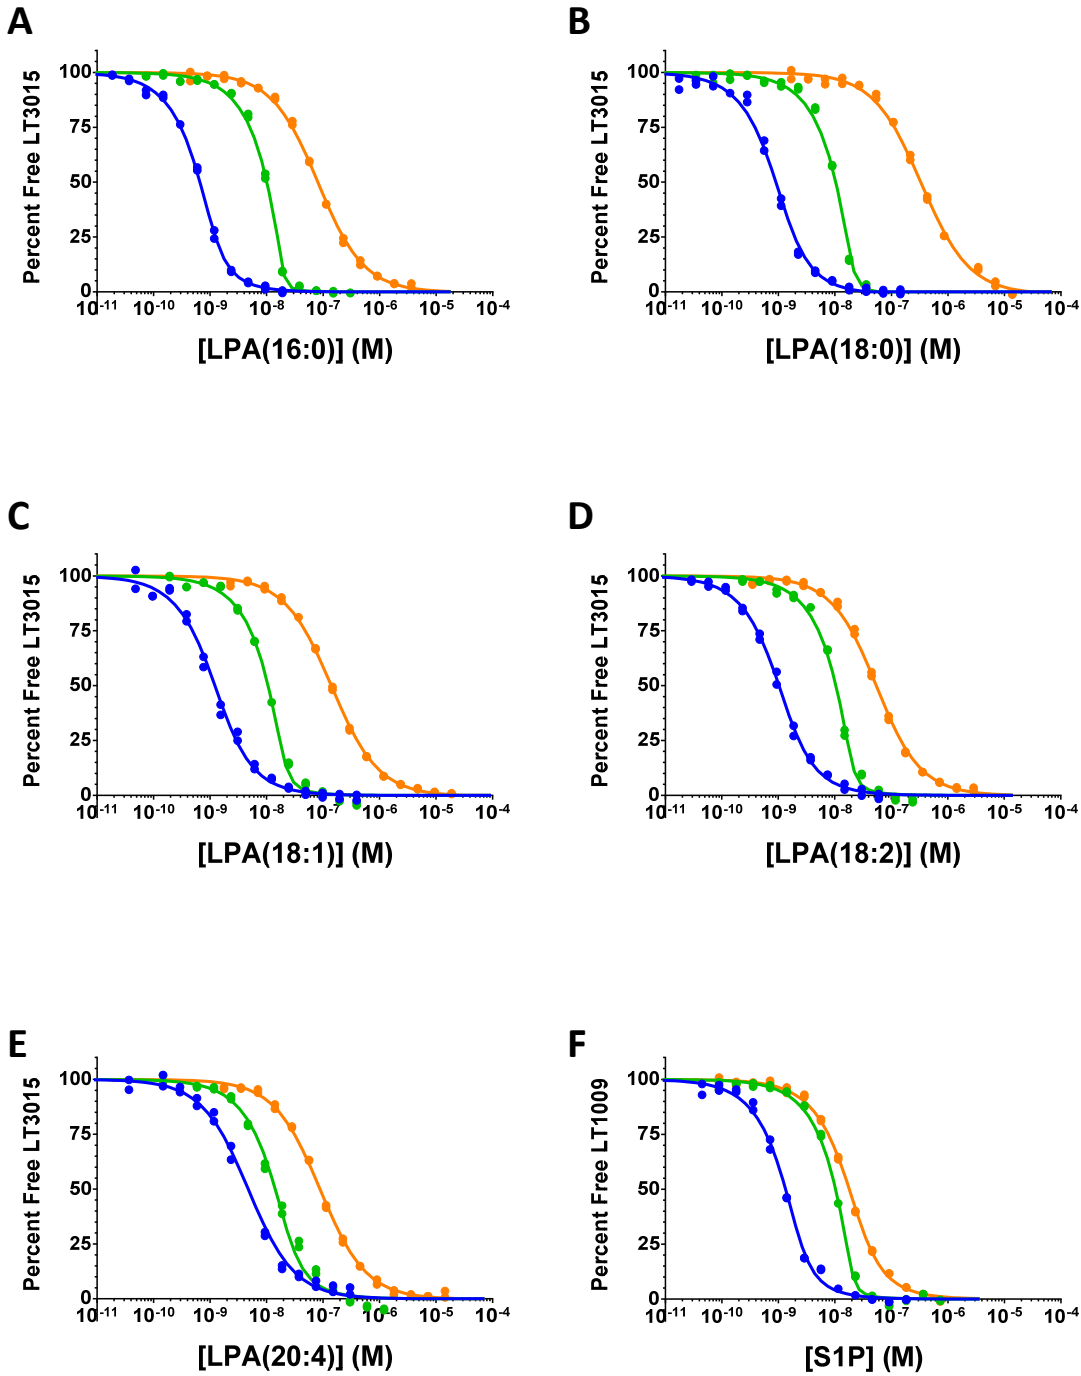 A
B
Percent Free LT3015
100
75
50
25
0
10-11 10-10 10-9 10-8 10-7 10-6 10-5 10-4
[LPA(16:0)] (M)
Percent Free LT3015
100
75
50
25
0
10-11 10-10 10-9 10-8 10-7 10-6 10-5 10-4
[LPA(18:0)] (M)
C
D
Percent Free LT3015
100
75
50
25
0
10-11 10-10 10-9 10-8 10-7 10-6 10-5 10-4
[LPA(18:1)] (M)
Percent Free LT3015
100
75
50
25
0
10-11 10-10 10-9 10-8 10-7 10-6 10-5 10-4
[LPA(18:2)] (M)
E
F
Percent Free LT3015
100
75
50
25
0
10-11 10-10 10-9 10-8 10-7 10-6 10-5 10-4
[LPA(20:4)] (M)
Percent Free LT1009
100
75
50
25
0
10-11 10-10 10-9 10-8 10-7 10-6 10-5 10-4
[S1P] (M)